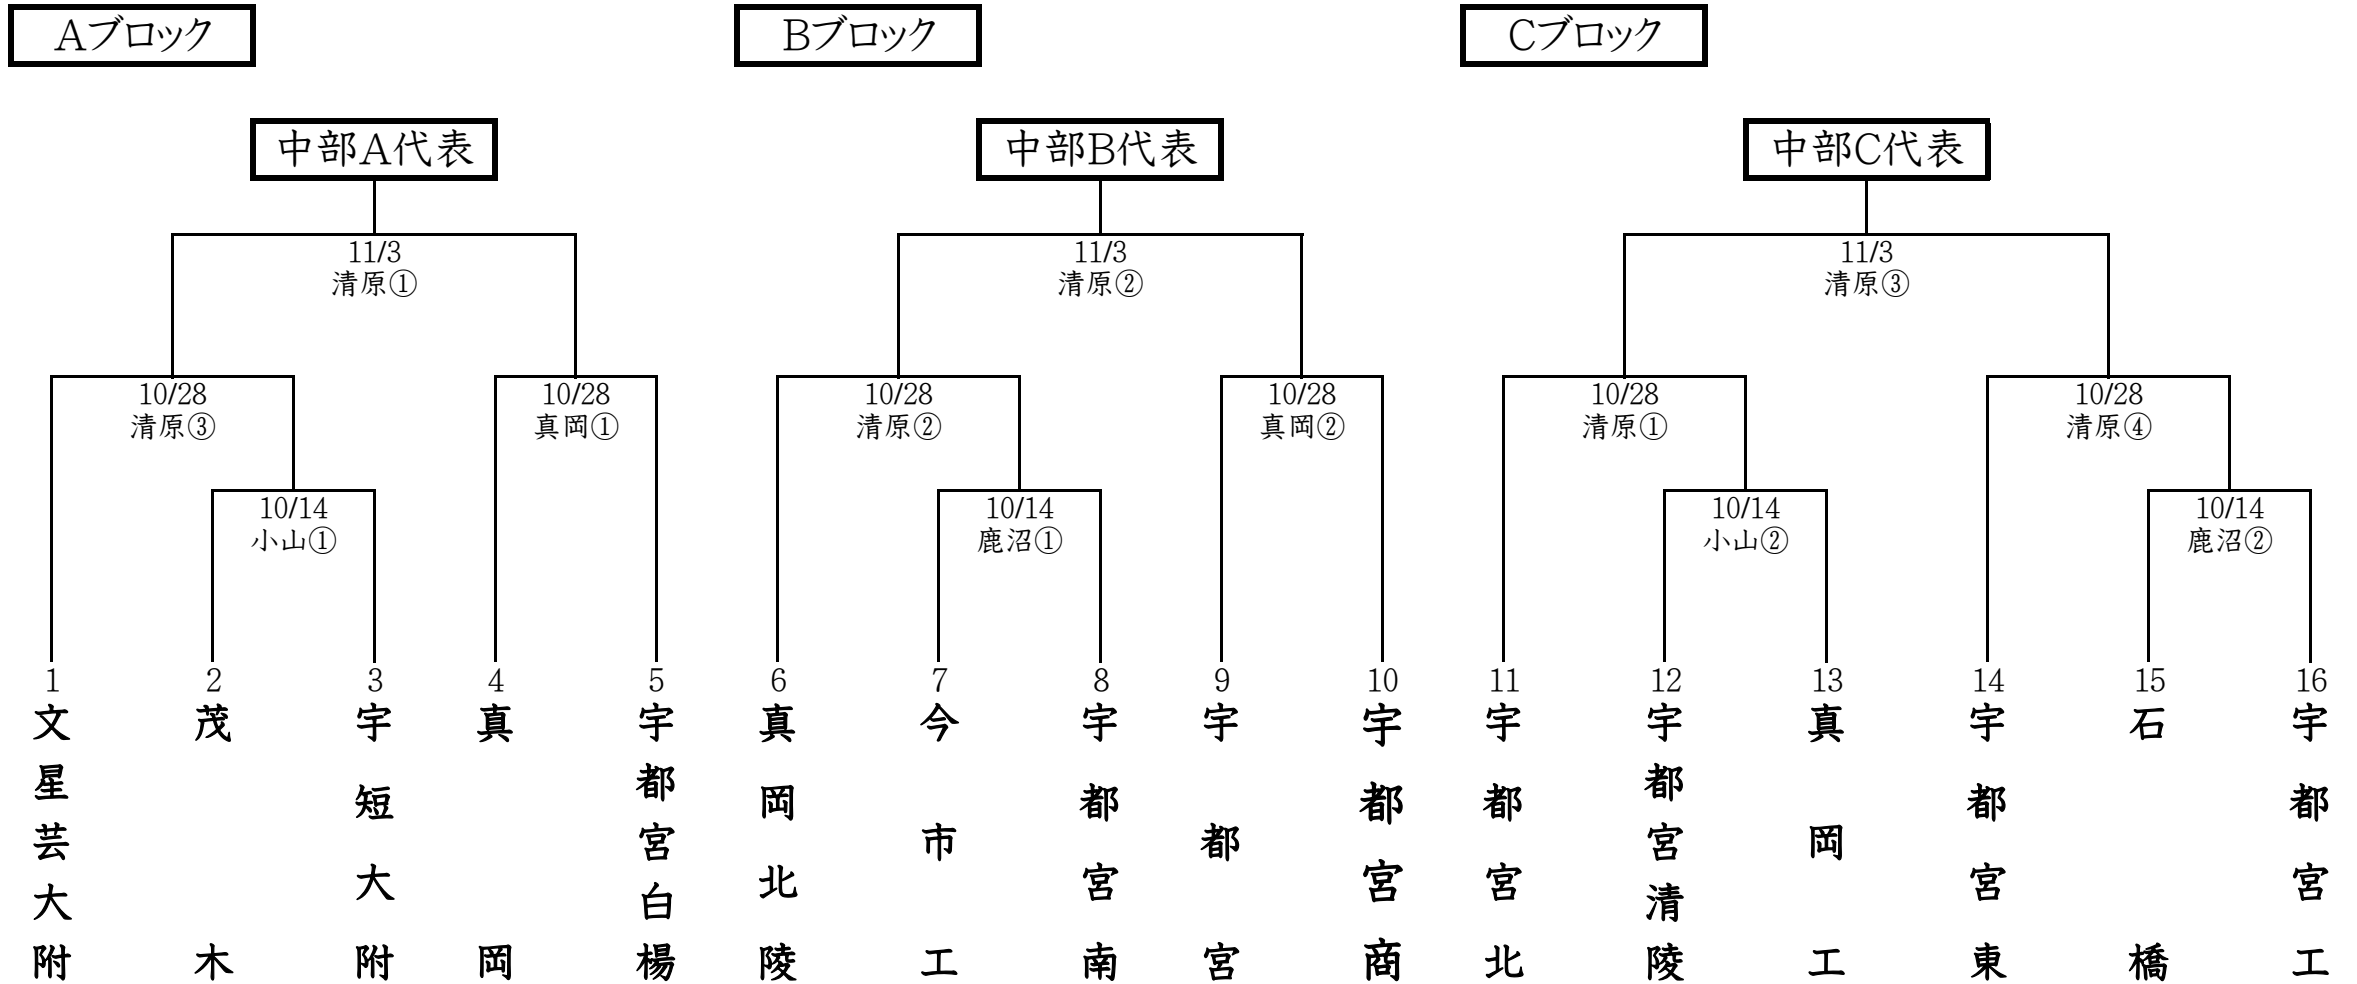 Aブロック
Bブロック
Cブロック
中部A代表
中部B代表
中部C代表
11/3
清原①
11/3
清原②
11/3
清原③
10/28
清原③
10/28
真岡①
10/28
清原②
10/28
真岡②
10/28
清原①
10/28
清原④
10/14
小山①
10/14
鹿沼①
10/14
小山②
10/14
鹿沼②
1
文星芸大附
2
茂木
3
宇短大附
4
真岡
5
宇都宮白楊
6
真岡北陵
7
今市工
8
宇都宮南
9
宇都宮
10
宇都宮商
11
宇都宮北
12
宇都宮清陵
13
真岡工
14
宇都宮東
15
石橋
16
宇都宮工